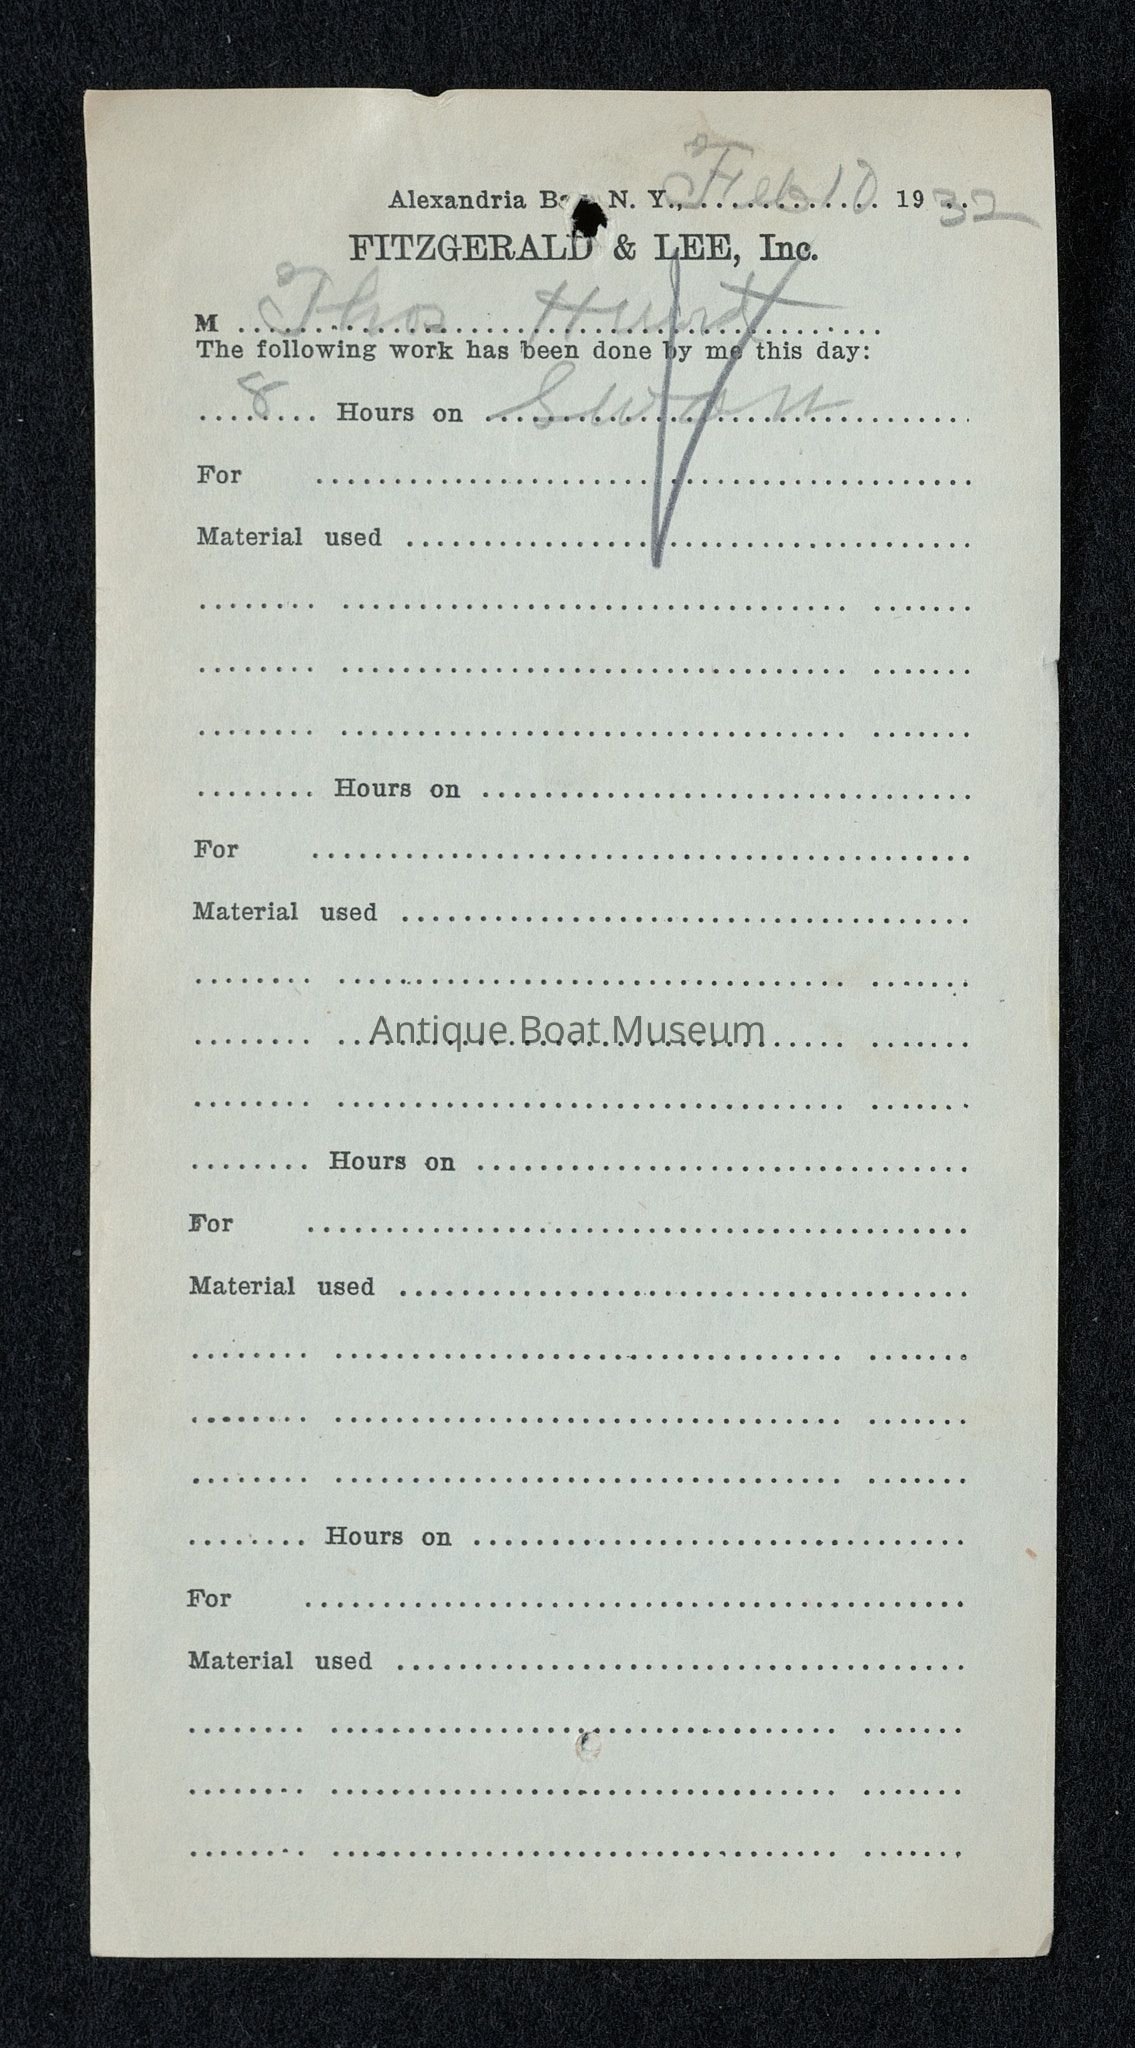 Alexandria Bay N. Y., Feb 10 1932
FITZGERALD & LEE, Inc.
M Thos Hunt
The following work has been done by me this day:
8 Hours on Swan
For
Material used
Hours on
For
Material used
Antique Boat Museum
Hours on
For
Material used
Hours on
For
Material used